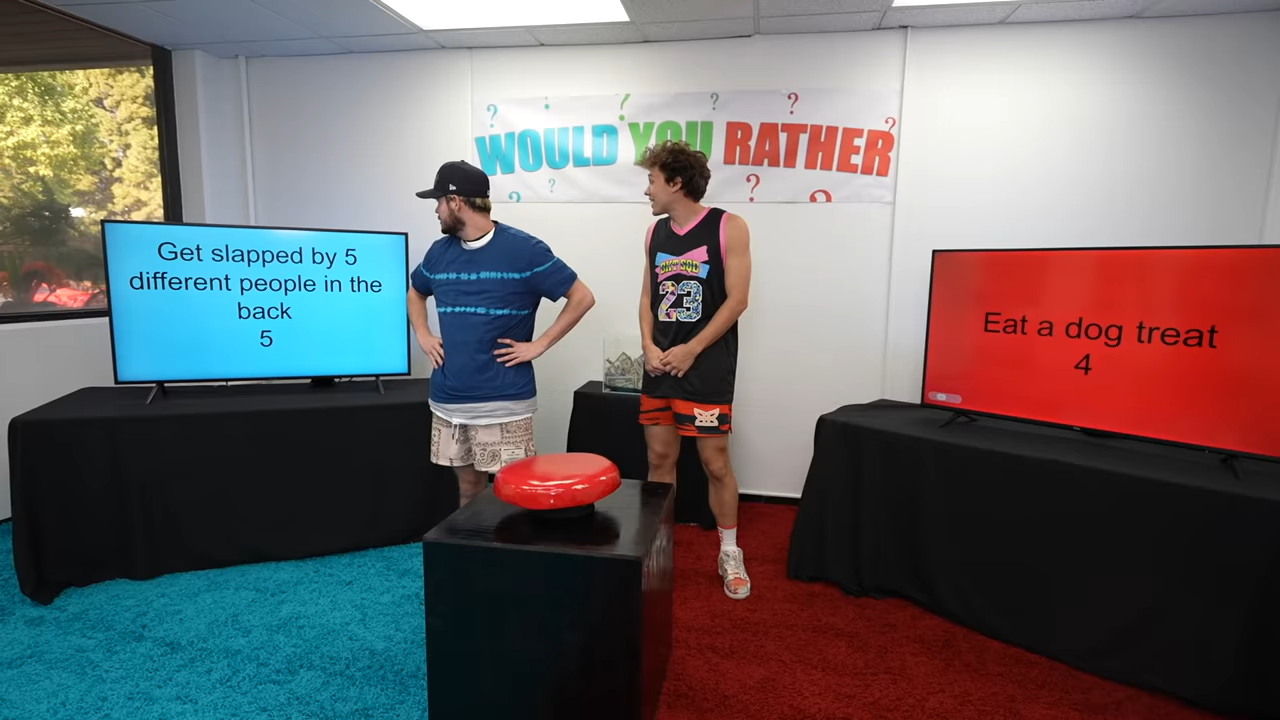 WOULD YOU RATHER
Get slapped by 5
different people in the
back
5
Eat a dog treat
4
23